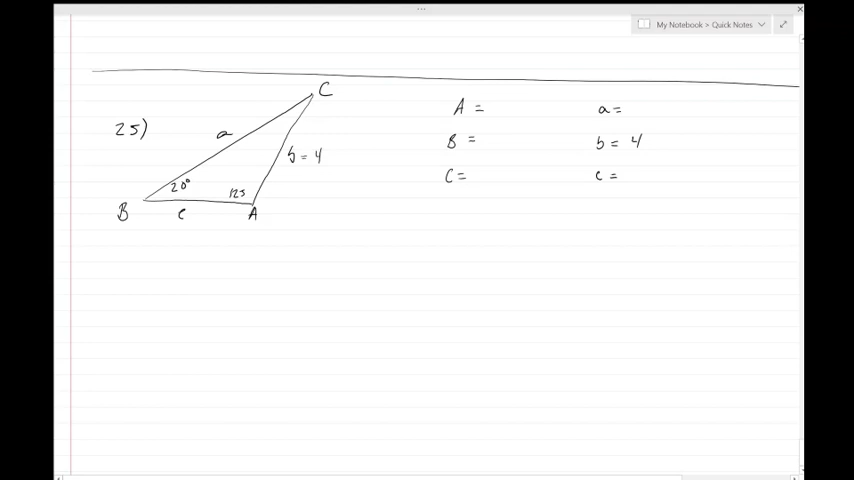 My Notebook > Quick Notes
25)
C
a
b = 4
20°
125
B
c
A
A =
a =
B =
b = 4
C =
c =